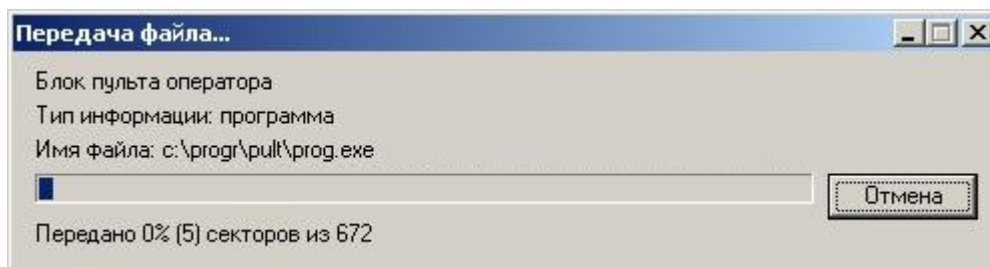 Передача файла...
Блок пульта оператора
Тип информации: программа
Имя файла: c:\progr\pult\prog.exe
Отмена
Передано 0% (5) секторов из 672